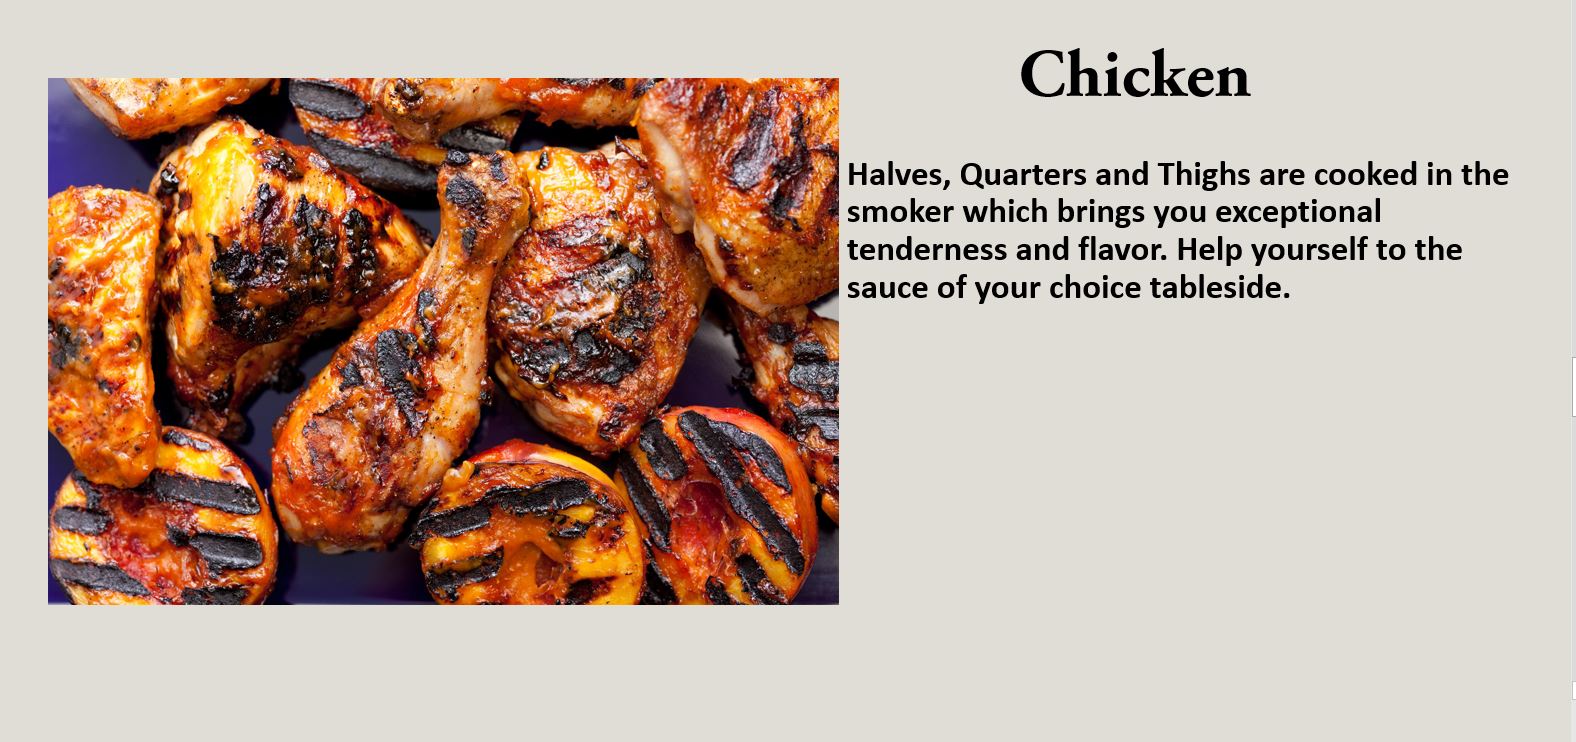 Chicken
Halves, Quarters and Thighs are cooked in the
smoker which brings you exceptional
tenderness and flavor. Help yourself to the
sauce of your choice tableside.